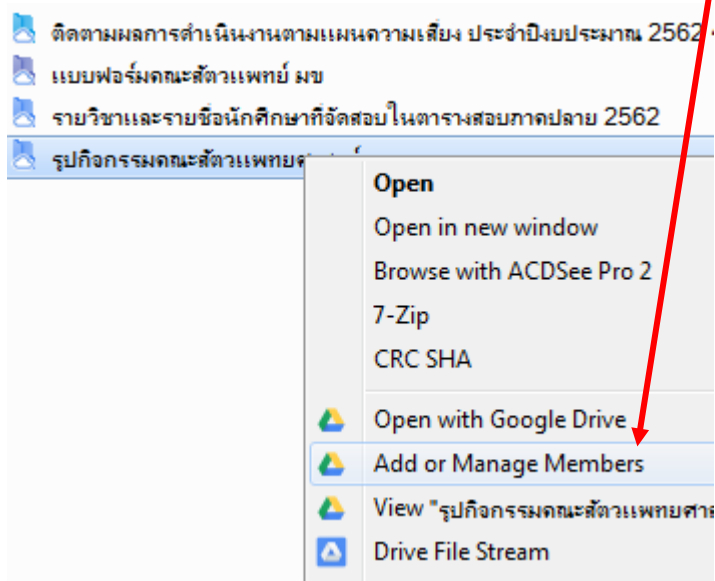 ติดตามผลการดำเนินงานตามแผนความเสี่ยง ประจำปีงบประมาณ 2562
แบบฟอร์มคณะสัตวแพทย์ มข
รายวิชาและรายชื่อนักศึกษาที่จัดสอบในตารางสอบภาคปลาย 2562
รูปกิจกรรมคณะสัตวแพทยศาสตร์
Open
Open in new window
Browse with ACDSee Pro 2
7-Zip
CRC SHA
Open with Google Drive
Add or Manage Members
View "รูปกิจกรรมคณะสัตวแพทยศา
Drive File Stream